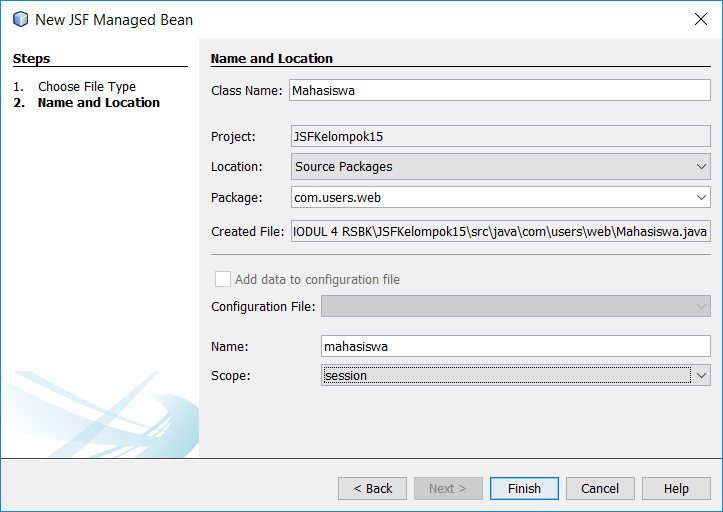 New JSF Managed Bean
Steps
1. Choose File Type
2. Name and Location
Name and Location
Class Name: Mahasiswa
Project: JSFKelompok15
Location: Source Packages
Package: com.users.web
Created File: IODUL 4 RSBK\JSFKelompok15\src\java\com\users\web\Mahasiswa.java
Add data to configuration file
Configuration File:
Name: mahasiswa
Scope: session
< Back Next > Finish Cancel Help